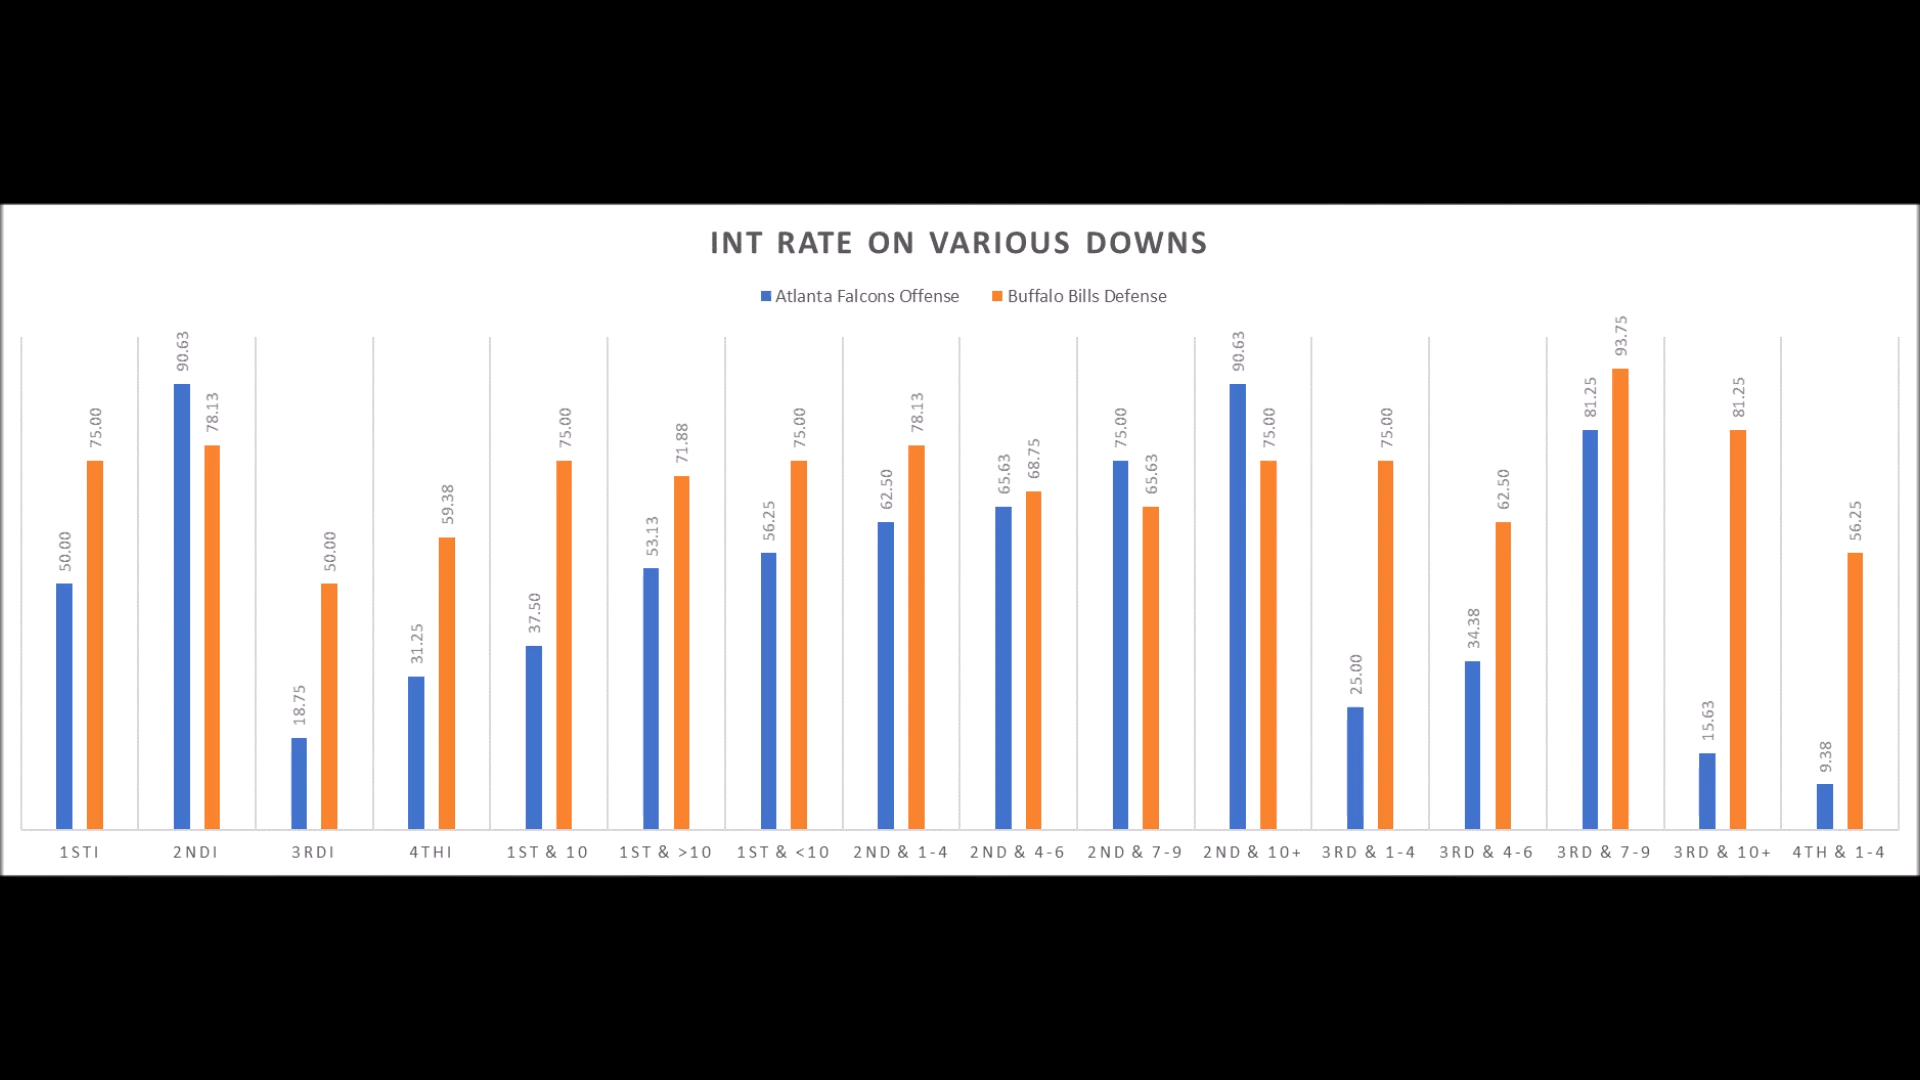 INT RATE ON VARIOUS DOWNS
Atlanta Falcons Offense Buffalo Bills Defense
50.00 75.00 90.63 78.13 18.75 50.00 31.25 59.38 37.50 75.00 53.13 71.88 56.25 75.00 62.50 78.13 65.63 68.75 75.00 65.63 90.63 75.00 25.00 75.00 34.38 62.50 81.25 93.75 15.63 81.25 9.38 56.25
1STI 2NDI 3RDI 4THI 1ST & 10 1ST & >10 1ST & <10 2ND & 1-4 2ND & 4-6 2ND & 7-9 2ND & 10+ 3RD & 1-4 3RD & 4-6 3RD & 7-9 3RD & 10+ 4TH & 1-4